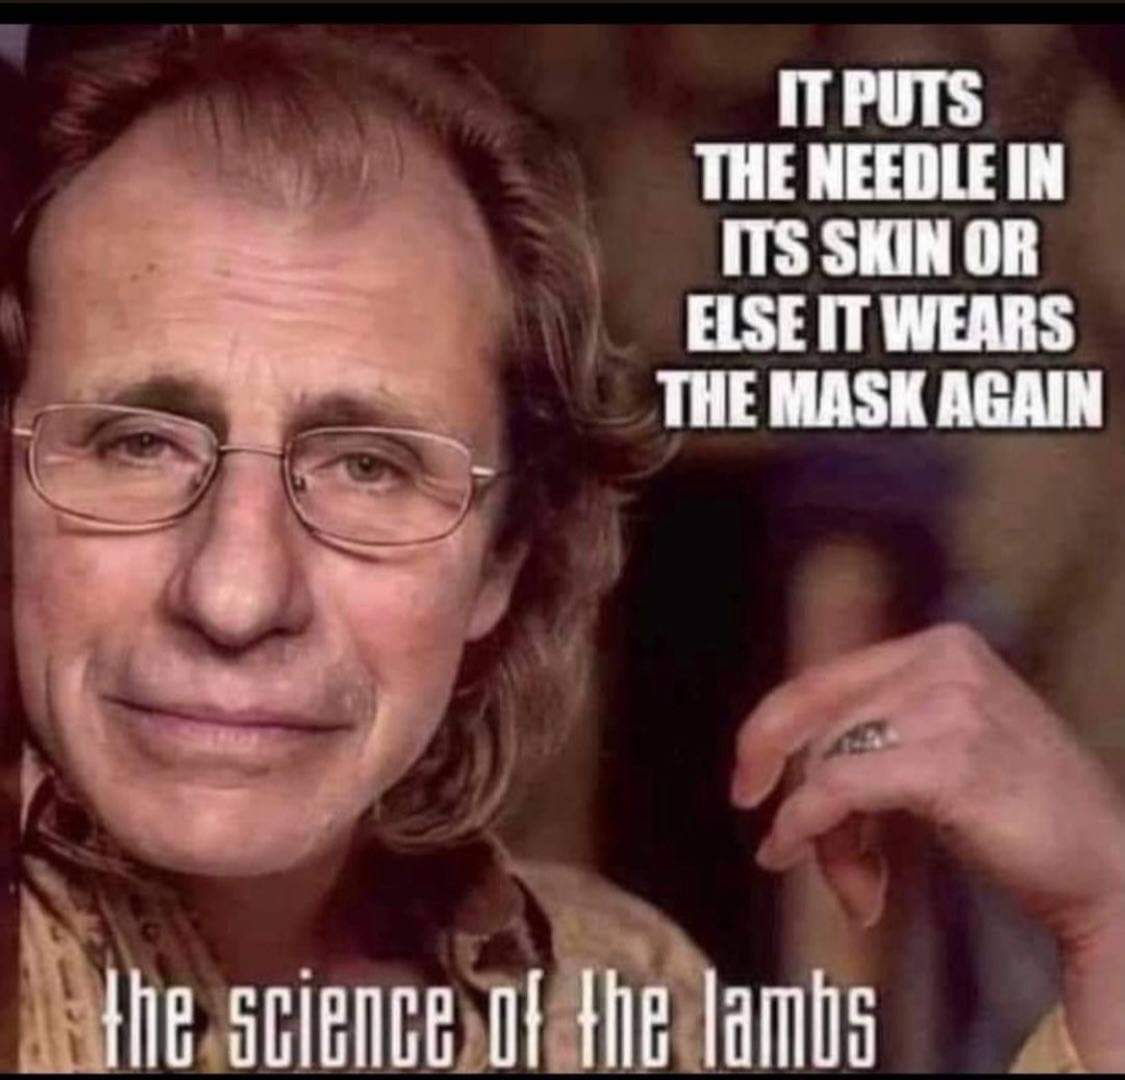 IT PUTS
THE NEEDLE IN
ITS SKIN OR
ELSE IT WEARS
THE MASK AGAIN
the science of the lambs